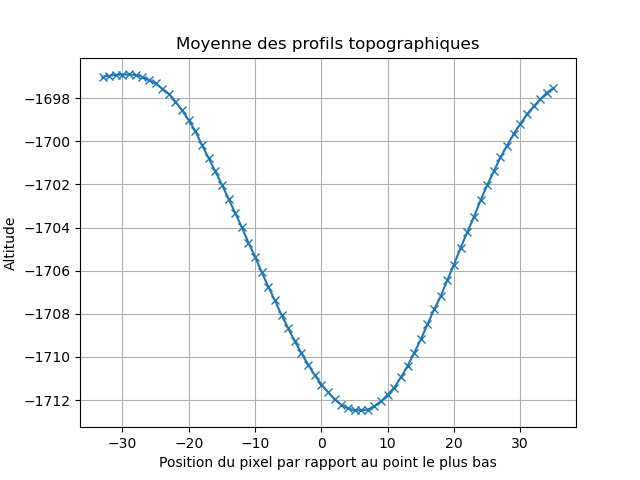 Moyenne des profils topographiques
−1698
−1700
−1702
−1704
−1706
−1708
−1710
−1712
Altitude
−30 −20 −10 0 10 20 30
Position du pixel par rapport au point le plus bas